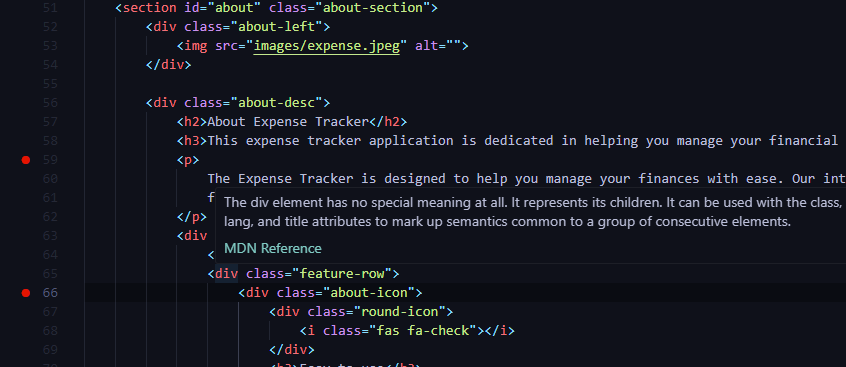 51 <section id="about" class="about-section">
52 <div class="about-left">
53 <img src="images/expense.jpeg" alt="">
54 </div>
55
56 <div class="about-desc">
57 <h2>About Expense Tracker</h2>
58 <h3>This expense tracker application is dedicated in helping you manage your financial
59 <p>
60 The Expense Tracker is designed to help you manage your finances with ease. Our int
61 f
The div element has no special meaning at all. It represents its children. It can be used with the class,
lang, and title attributes to mark up semantics common to a group of consecutive elements.
MDN Reference
62 </p>
63 <div
64 <
65 <div class="feature-row">
66 <div class="about-icon">
67 <div class="round-icon">
68 <i class="fas fa-check"></i>
69 </div>
<h3>Easy to use</h3>